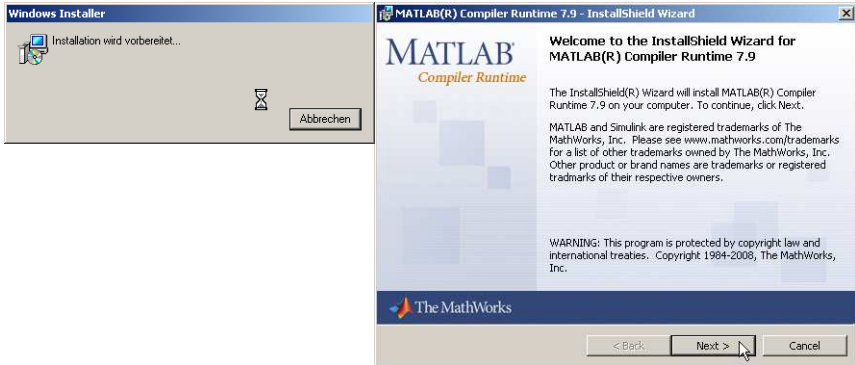 Windows Installer
Installation wird vorbereitet...
Abbrechen
MATLAB(R) Compiler Runtime 7.9 - InstallShield Wizard
MATLAB®
Compiler Runtime
Welcome to the InstallShield Wizard for
MATLAB(R) Compiler Runtime 7.9
The InstallShield(R) Wizard will install MATLAB(R) Compiler
Runtime 7.9 on your computer. To continue, click Next.
MATLAB and Simulink are registered trademarks of The
MathWorks, Inc. Please see www.mathworks.com/trademarks
for a list of other trademarks owned by The MathWorks, Inc.
Other product or brand names are trademarks or registered
tradmarks of their respective owners.
WARNING: This program is protected by copyright law and
international treaties. Copyright 1984-2008, The MathWorks,
Inc.
The MathWorks
< Back
Next >
Cancel